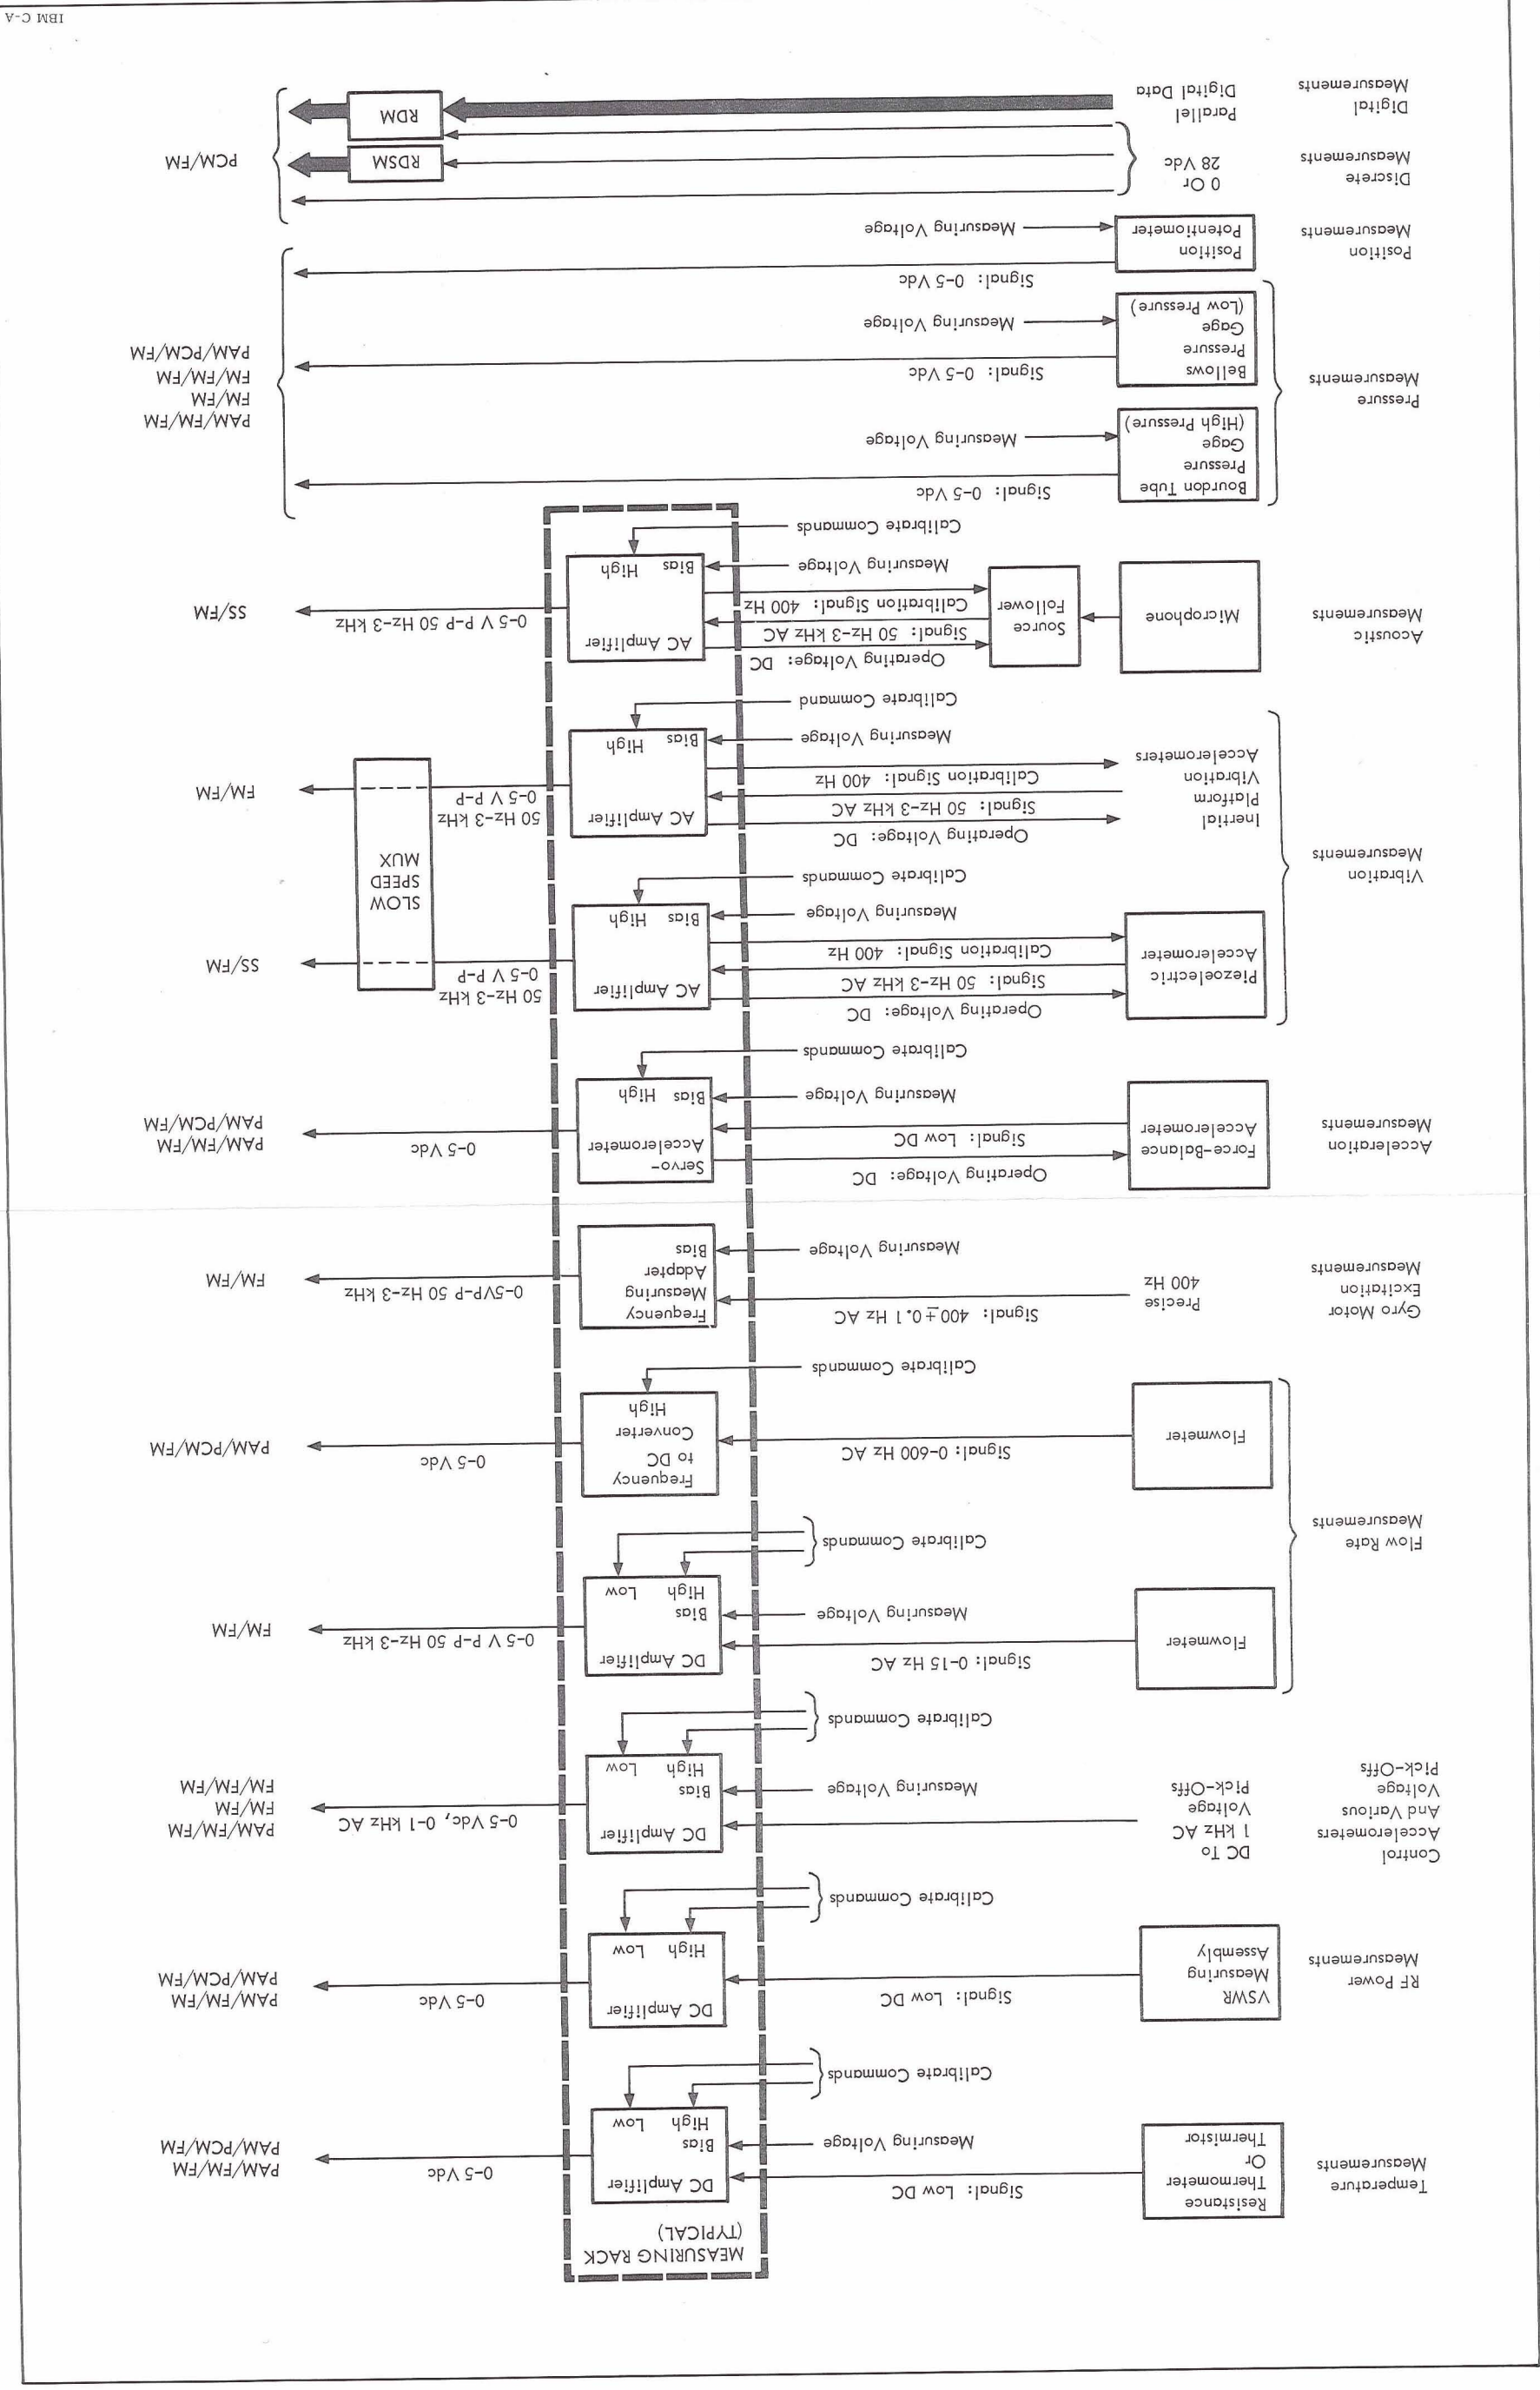 MEASURING RACK
(TYPICAL)
Temperature
Measurements
Resistance
Thermometer
Or
Thermistor
Signal: Low DC
Measuring Voltage
Calibrate Commands
DC Amplifier
Bias
High Low
0-5 Vdc
PAM/FM/FM
PAM/PCM/FM
RF Power
Measurements
VSWR
Measuring
Assembly
Signal: Low DC
Calibrate Commands
DC Amplifier
High Low
0-5 Vdc
PAM/FM/FM
PAM/PCM/FM
Control
Accelerometers
And Various
Voltage
Pick-Offs
DC To
1 kHz AC
Voltage
Pick-Offs
Measuring Voltage
Calibrate Commands
DC Amplifier
Bias
High Low
0-5 Vdc, 0-1 kHz AC
PAM/FM/FM
FM/FM
FM/FM/FM
Flow Rate
Measurements
Flowmeter
Signal: 0-15 Hz AC
Measuring Voltage
Calibrate Commands
DC Amplifier
Bias
High Low
0-5 V P-P 50 Hz-3 kHz
FM/FM
Flowmeter
Signal: 0-600 Hz AC
Calibrate Commands
Frequency
to DC
Converter
High
0-5 Vdc
PAM/PCM/FM
Gyro Motor
Excitation
Measurements
Precise
400 Hz
Signal: 400±0.1 Hz AC
Measuring Voltage
Frequency
Measuring
Adapter
Bias
0-5VP-P 50 Hz-3 kHz
FM/FM
Acceleration
Measurements
Force-Balance
Accelerometer
Operating Voltage: DC
Signal: Low DC
Measuring Voltage
Calibrate Commands
Servo-
Accelerometer
Bias High
0-5 Vdc
PAM/FM/FM
PAM/PCM/FM
Vibration
Measurements
Piezoelectric
Accelerometer
Operating Voltage: DC
Signal: 50 Hz-3 kHz AC
Calibration Signal: 400 Hz
Measuring Voltage
Calibrate Commands
AC Amplifier
Bias High
50 Hz-3 kHz
0-5 V P-P
SLOW
SPEED
MUX
SS/FM
Inertial
Platform
Vibration
Accelerometers
Operating Voltage: DC
Signal: 50 Hz-3 kHz AC
Calibration Signal: 400 Hz
Measuring Voltage
Calibrate Command
AC Amplifier
Bias High
50 Hz-3 kHz
0-5 V P-P
FM/FM
Acoustic
Measurements
Microphone
Source
Follower
Operating Voltage: DC
Signal: 50 Hz-3 kHz AC
Calibration Signal: 400 Hz
Measuring Voltage
Calibrate Commands
AC Amplifier
Bias High
0-5 V P-P 50 Hz-3 kHz
SS/FM
Pressure
Measurements
Bourdon Tube
Pressure
Gage
(High Pressure)
Signal: 0-5 Vdc
Measuring Voltage
Bellows
Pressure
Gage
(Low Pressure)
Signal: 0-5 Vdc
Measuring Voltage
PAM/FM/FM
FM/FM
FM/FM/FM
PAM/PCM/FM
Position
Measurements
Position
Potentiometer
Signal: 0-5 Vdc
Measuring Voltage
Discrete
Measurements
0 Or
28 Vdc
RDSM
PCM/FM
Digital
Measurements
Parallel
Digital Data
RDM
IBM C-A